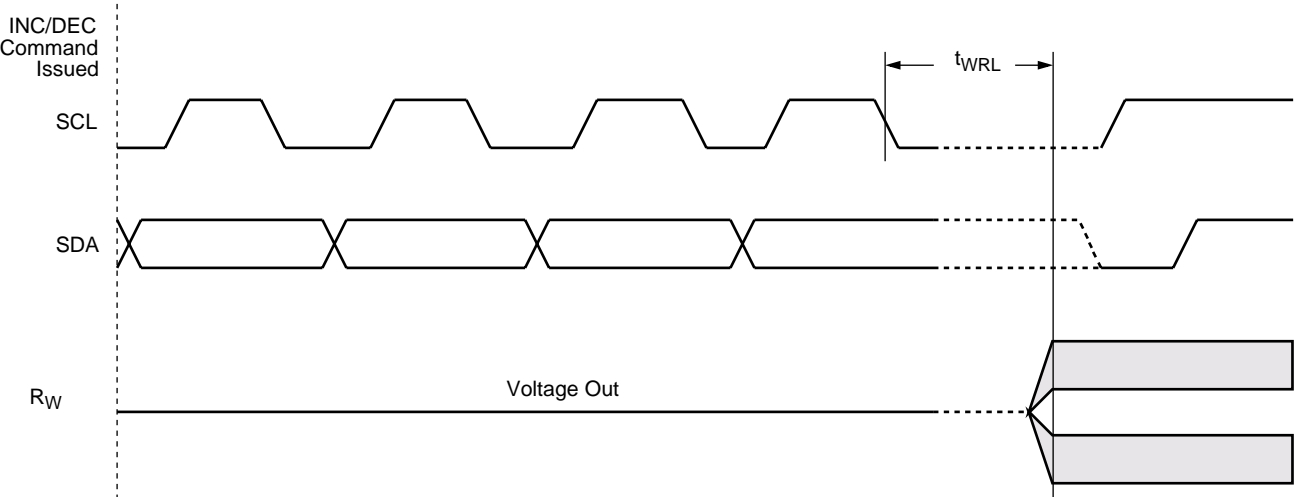 INC/DEC
Command
Issued
tWRL
SCL
SDA
Voltage Out
RW